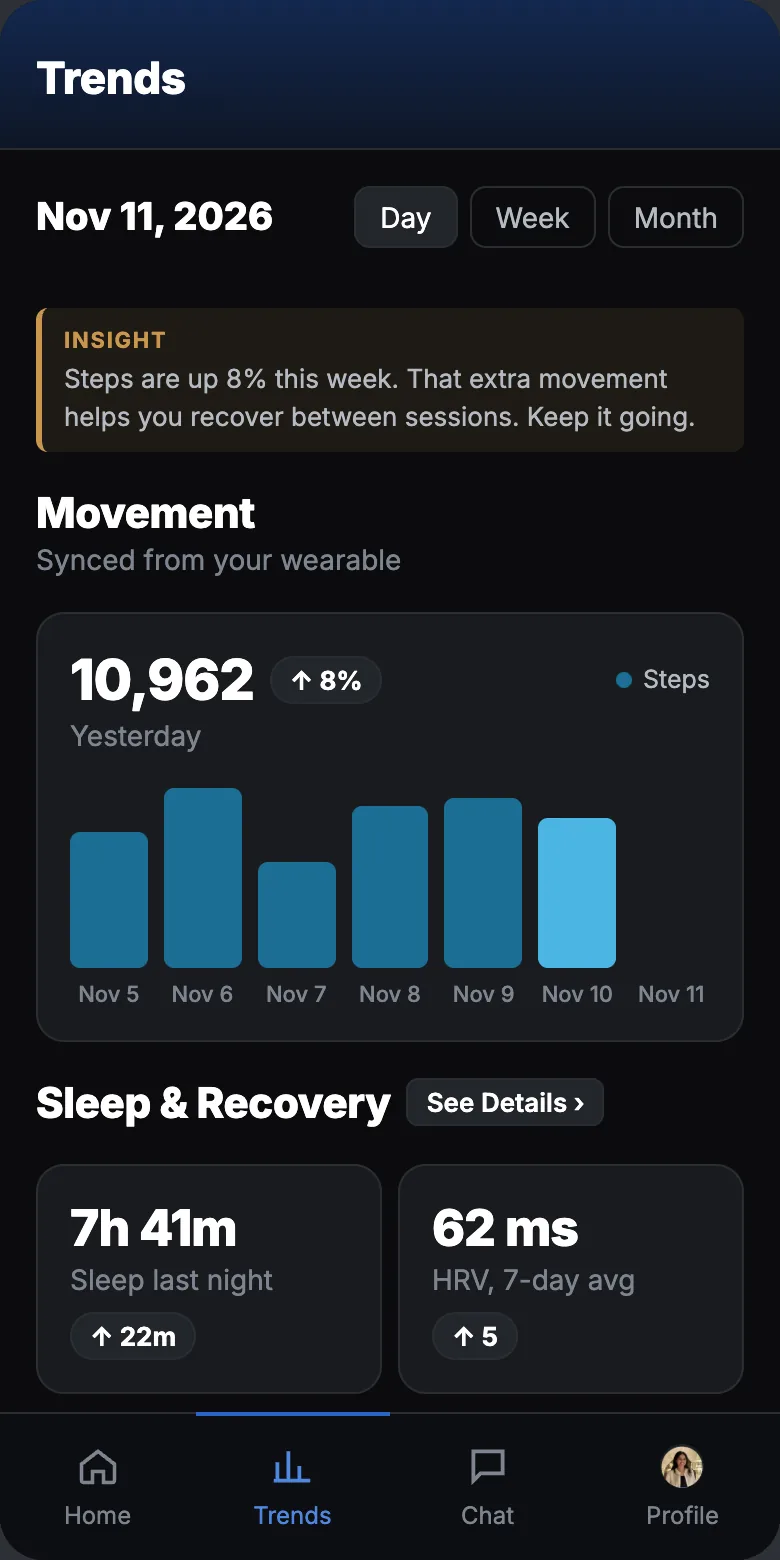 Trends
Nov 11, 2026
Day
Week
Month
INSIGHT
Steps are up 8% this week. That extra movement
helps you recover between sessions. Keep it going.
Movement
Synced from your wearable
10,962
↑ 8%
Steps
Yesterday
Nov 5
Nov 6
Nov 7
Nov 8
Nov 9
Nov 10
Nov 11
Sleep & Recovery
See Details ›
7h 41m
Sleep last night
↑ 22m
62 ms
HRV, 7-day avg
↑ 5
Home
Trends
Chat
Profile